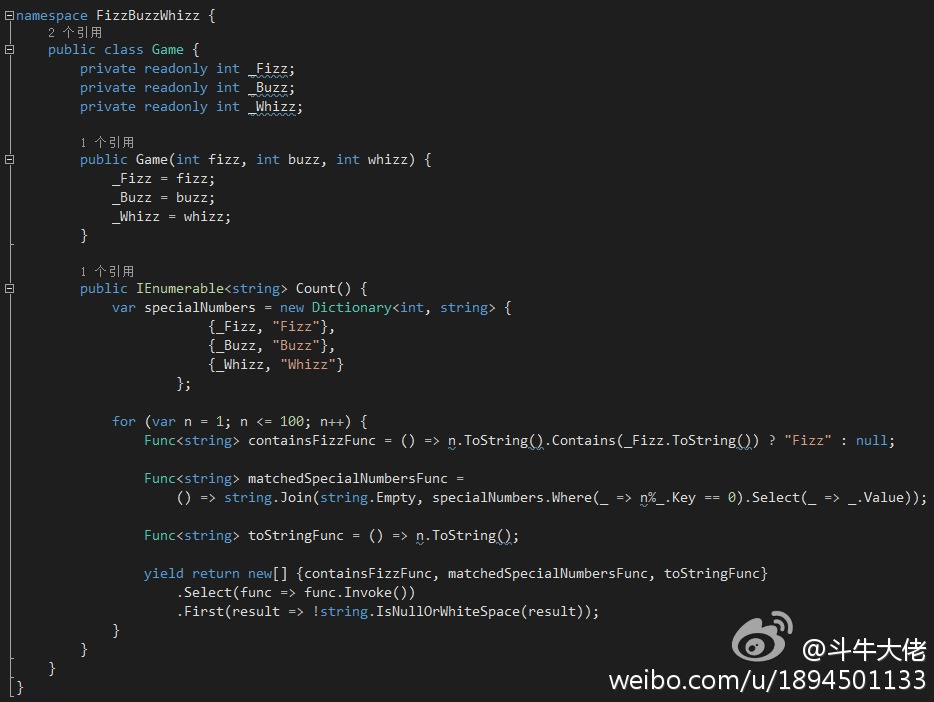 namespace FizzBuzzWhizz {
2 个引用
public class Game {
private readonly int _Fizz;
private readonly int _Buzz;
private readonly int _Whizz;
1 个引用
public Game(int fizz, int buzz, int whizz) {
_Fizz = fizz;
_Buzz = buzz;
_Whizz = whizz;
}
1 个引用
public IEnumerable<string> Count() {
var specialNumbers = new Dictionary<int, string> {
{_Fizz, "Fizz"},
{_Buzz, "Buzz"},
{_Whizz, "Whizz"}
};
for (var n = 1; n <= 100; n++) {
Func<string> containsFizzFunc = () => n.ToString().Contains(_Fizz.ToString()) ? "Fizz" : null;
Func<string> matchedSpecialNumbersFunc =
() => string.Join(string.Empty, specialNumbers.Where(_ => n%_.Key == 0).Select(_ => _.Value));
Func<string> toStringFunc = () => n.ToString();
yield return new[] {containsFizzFunc, matchedSpecialNumbersFunc, toStringFunc}
.Select(func => func.Invoke())
.First(result => !string.IsNullOrWhiteSpace(result));
}
}
}
}
@斗牛大佬
weibo.com/u/1894501133